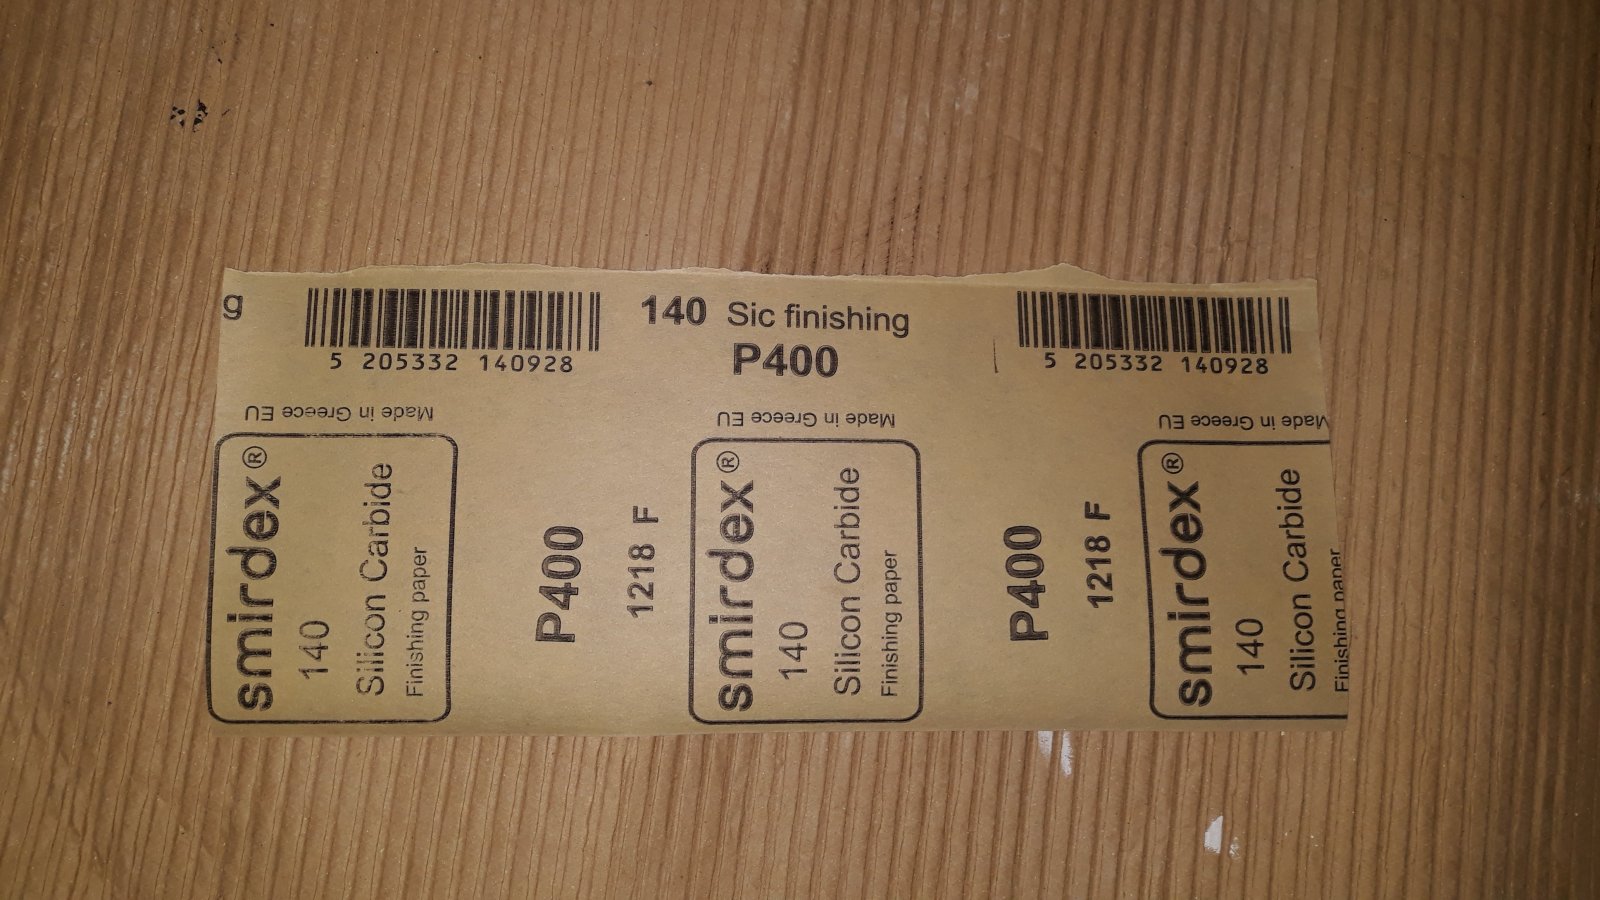 g
5 205332 140928
140 Sic finishing
P400
5 205332 140928
Made in Greece EU
Made in Greece EU
Made in Greece EU
smirdex®
140
Silicon Carbide
Finishing paper
P400
1218 F
smirdex®
140
Silicon Carbide
Finishing paper
P400
1218 F
smirdex®
140
Silicon Carbide
Finishing paper